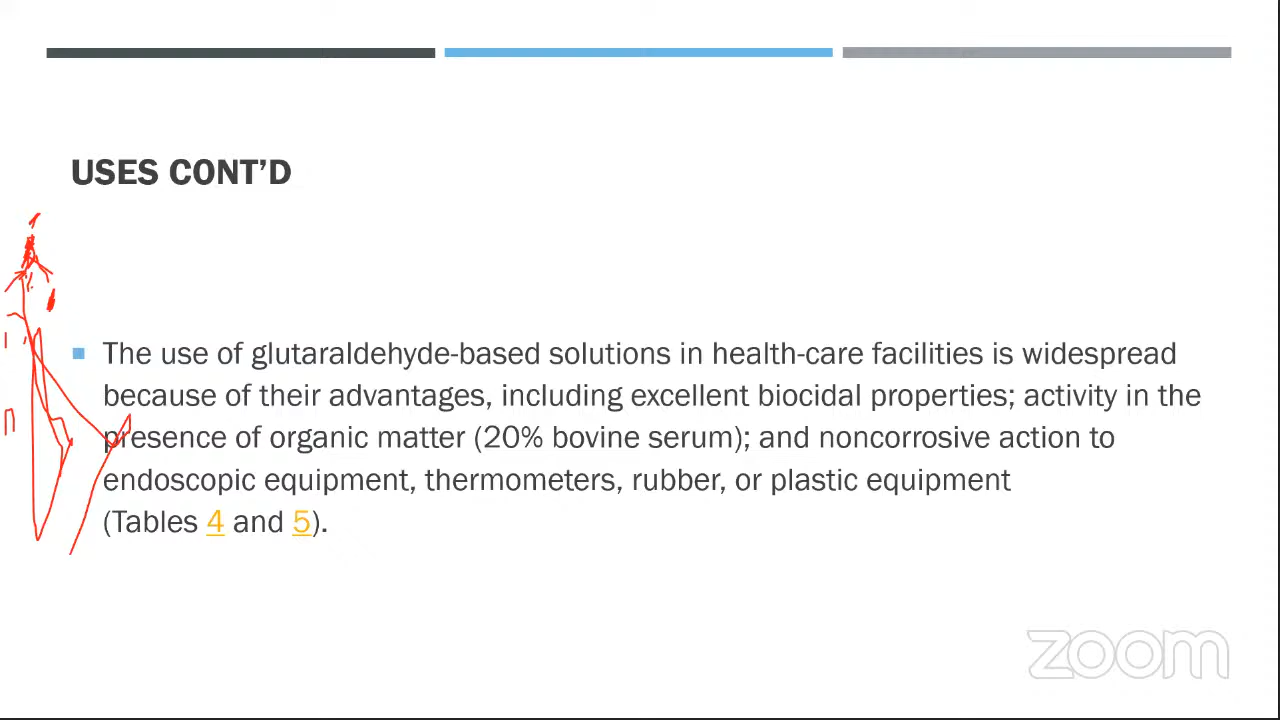 USES CONT’D
The use of glutaraldehyde-based solutions in health-care facilities is widespread
because of their advantages, including excellent biocidal properties; activity in the
presence of organic matter (20% bovine serum); and noncorrosive action to
endoscopic equipment, thermometers, rubber, or plastic equipment
(Tables 4 and 5).
zoom